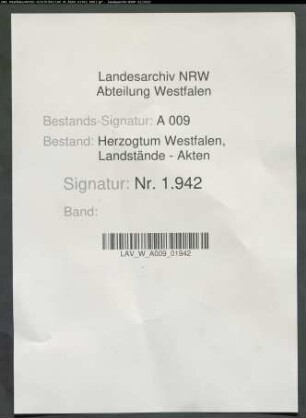 Landesarchiv NRW
Abteilung Westfalen
Bestands-Signatur: A 009
Bestand: Herzogtum Westfalen,
Landstände - Akten
Signatur: Nr. 1.942
Band:
LAV_W_A009_01942